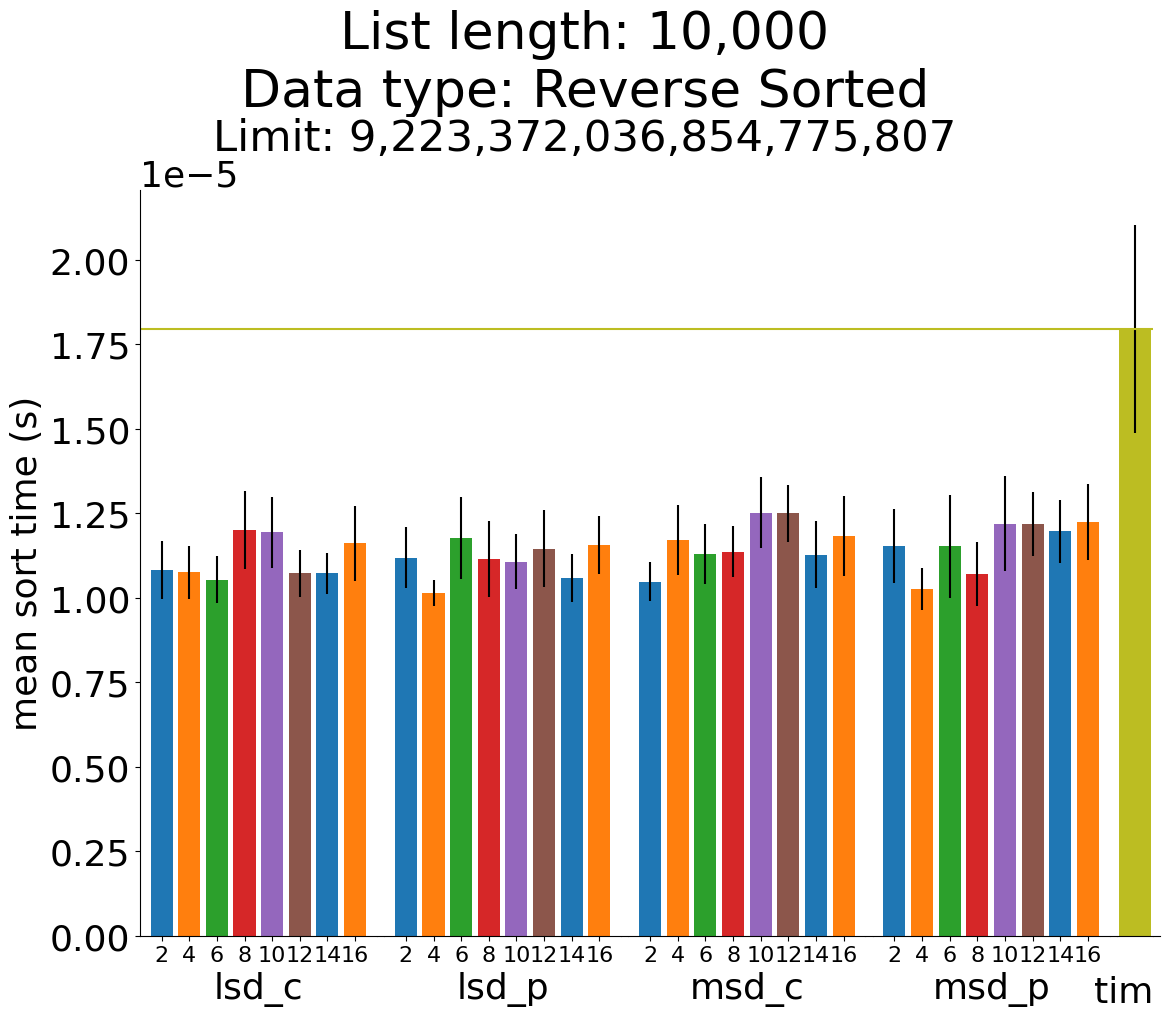 List length: 10,000
Data type: Reverse Sorted
Limit: 9,223,372,036,854,775,807
1e−5
2.00
1.75
1.50
1.25
1.00
0.75
0.50
0.25
0.00
mean sort time (s)
2 4 6 8 10 12 14 16 2 4 6 8 10 12 14 16 2 4 6 8 10 12 14 16 2 4 6 8 10 12 14 16
lsd_c lsd_p msd_c msd_p tim